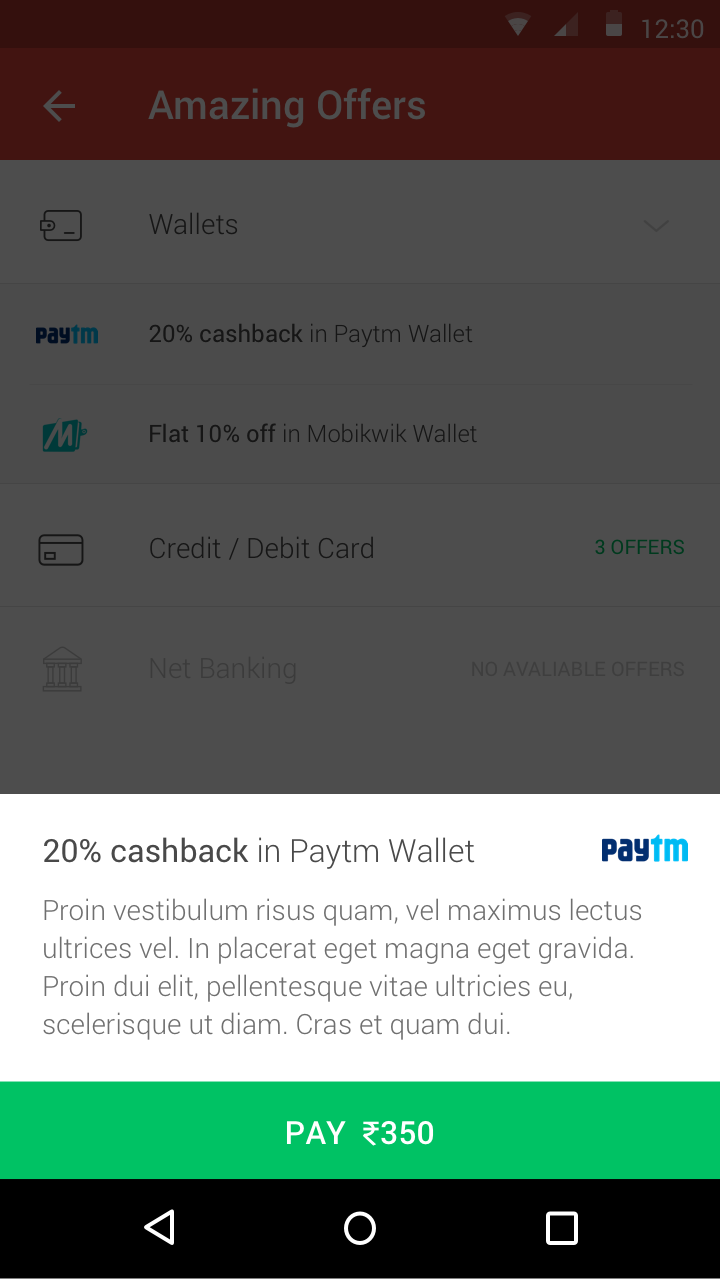 12:30
Amazing Offers
Wallets
paytm
20% cashback in Paytm Wallet
M
Flat 10% off in Mobikwik Wallet
Credit / Debit Card
3 OFFERS
Net Banking
NO AVALIABLE OFFERS
20% cashback in Paytm Wallet
paytm
Proin vestibulum risus quam, vel maximus lectus
ultrices vel. In placerat eget magna eget gravida.
Proin dui elit, pellentesque vitae ultricies eu,
scelerisque ut diam. Cras et quam dui.
PAY ₹350